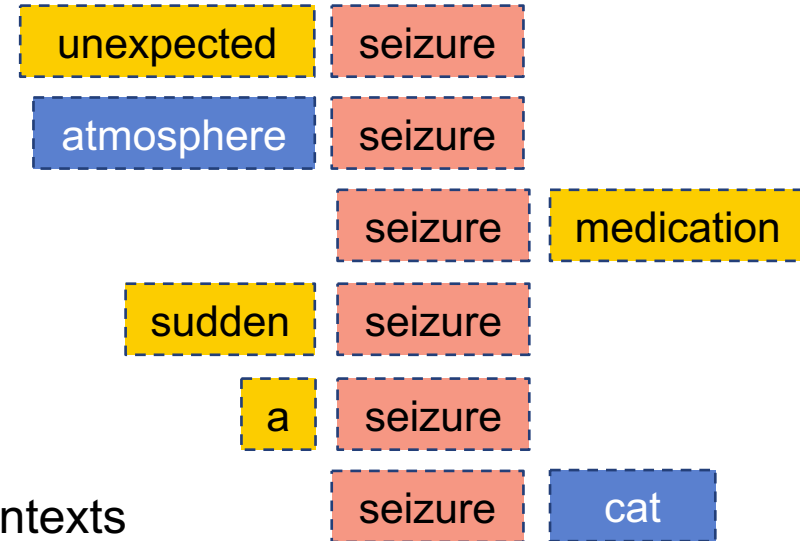 unexpected seizure
atmosphere seizure
seizure medication
sudden seizure
a seizure
seizure cat
ntexts